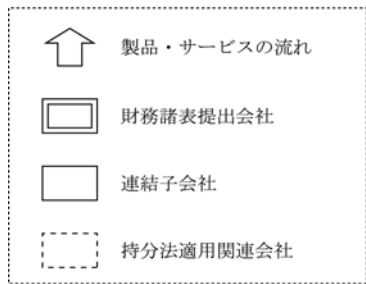 製品・サービスの流れ
財務諸表提出会社
連結子会社
持分法適用関連会社